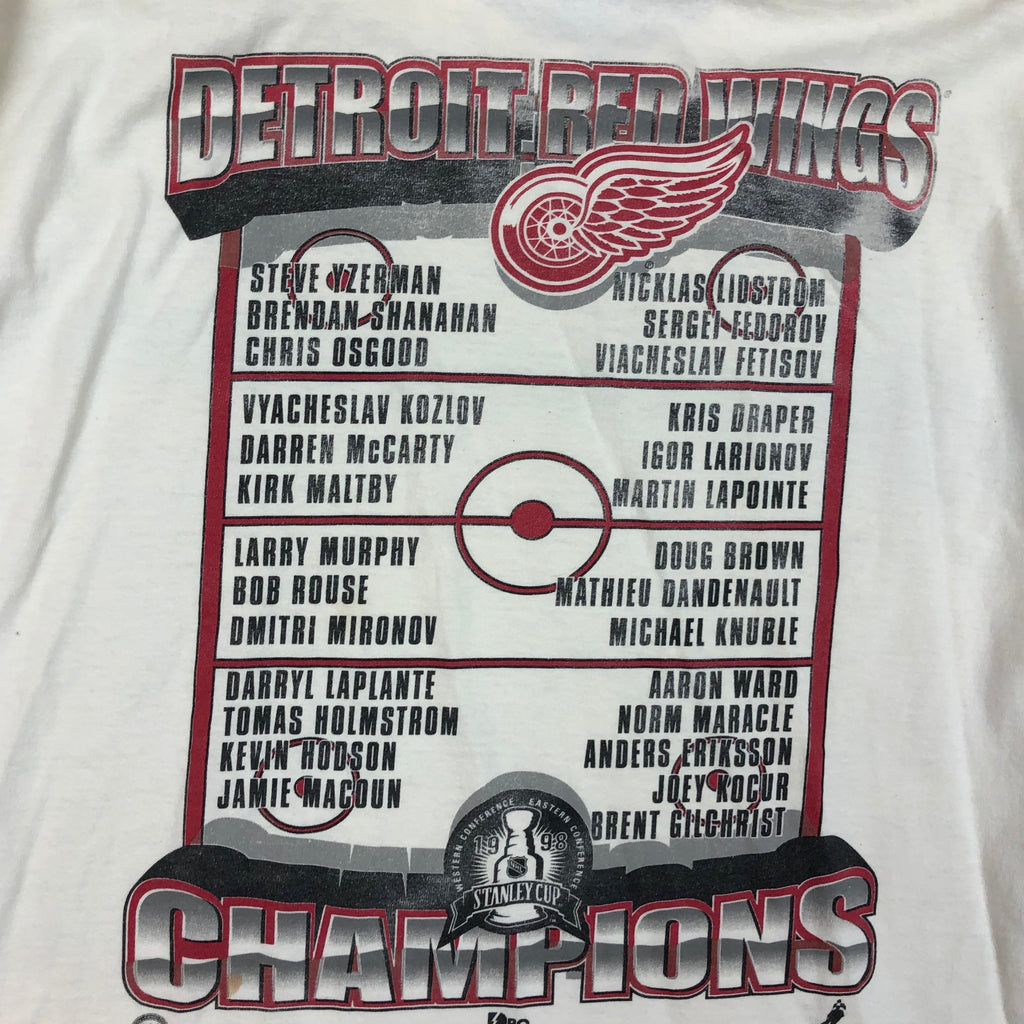 DETROIT RED WINGS
STEVE YZERMAN
BRENDAN SHANAHAN
CHRIS OSGOOD
NICKLAS LIDSTROM
SERGEI FEDOROV
VIACHESLAV FETISOV
VYACHESLAV KOZLOV
DARREN McCARTY
KIRK MALTBY
KRIS DRAPER
IGOR LARIONOV
MARTIN LAPOINTE
LARRY MURPHY
BOB ROUSE
DMITRI MIRONOV
DOUG BROWN
MATHIEU DANDENAULT
MICHAEL KNUBLE
DARRYL LAPLANTE
TOMAS HOLMSTROM
KEVIN HODSON
JAMIE MACOUN
AARON WARD
NORM MARACLE
ANDERS ERIKSSON
JOEY KOCUR
BRENT GILCHRIST
WESTERN CONFERENCE EASTERN CONFERENCE
1998
STANLEY CUP
CHAMPIONS